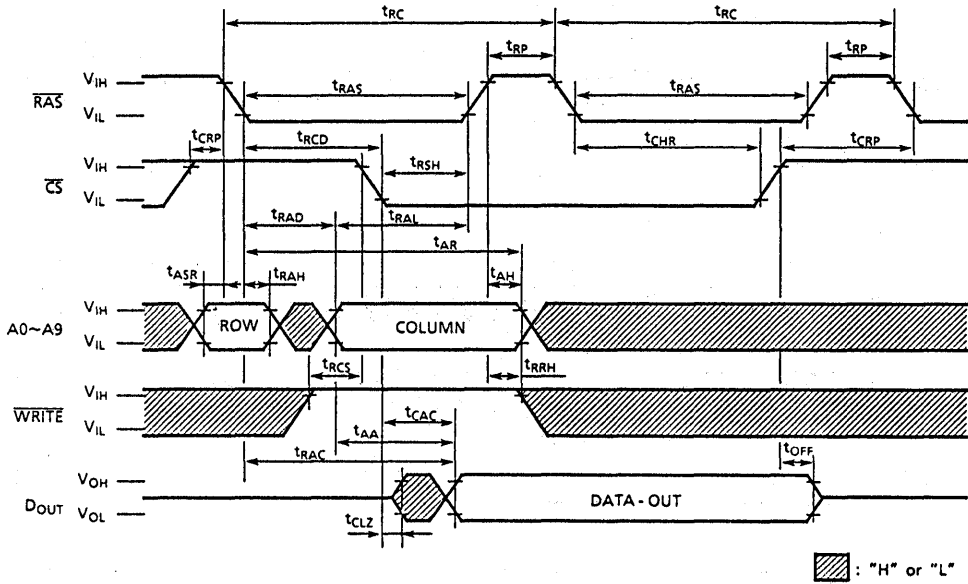 tRC tRC
tRP tRP
VIH
RAS tRAS tRAS
VIL
tCRP tRCD tCHR tCRP
VIH
CS tRSH
VIL
tRAD tRAL
tAR
tASR tRAH tAH
VIH
A0~A9 ROW COLUMN
VIL
tRCS tRRH
VIH
WRITE
VIL tCAC
tAA
tRAC tOFF
VOH
DOUT DATA - OUT
VOL
tCLZ
: "H" or "L"